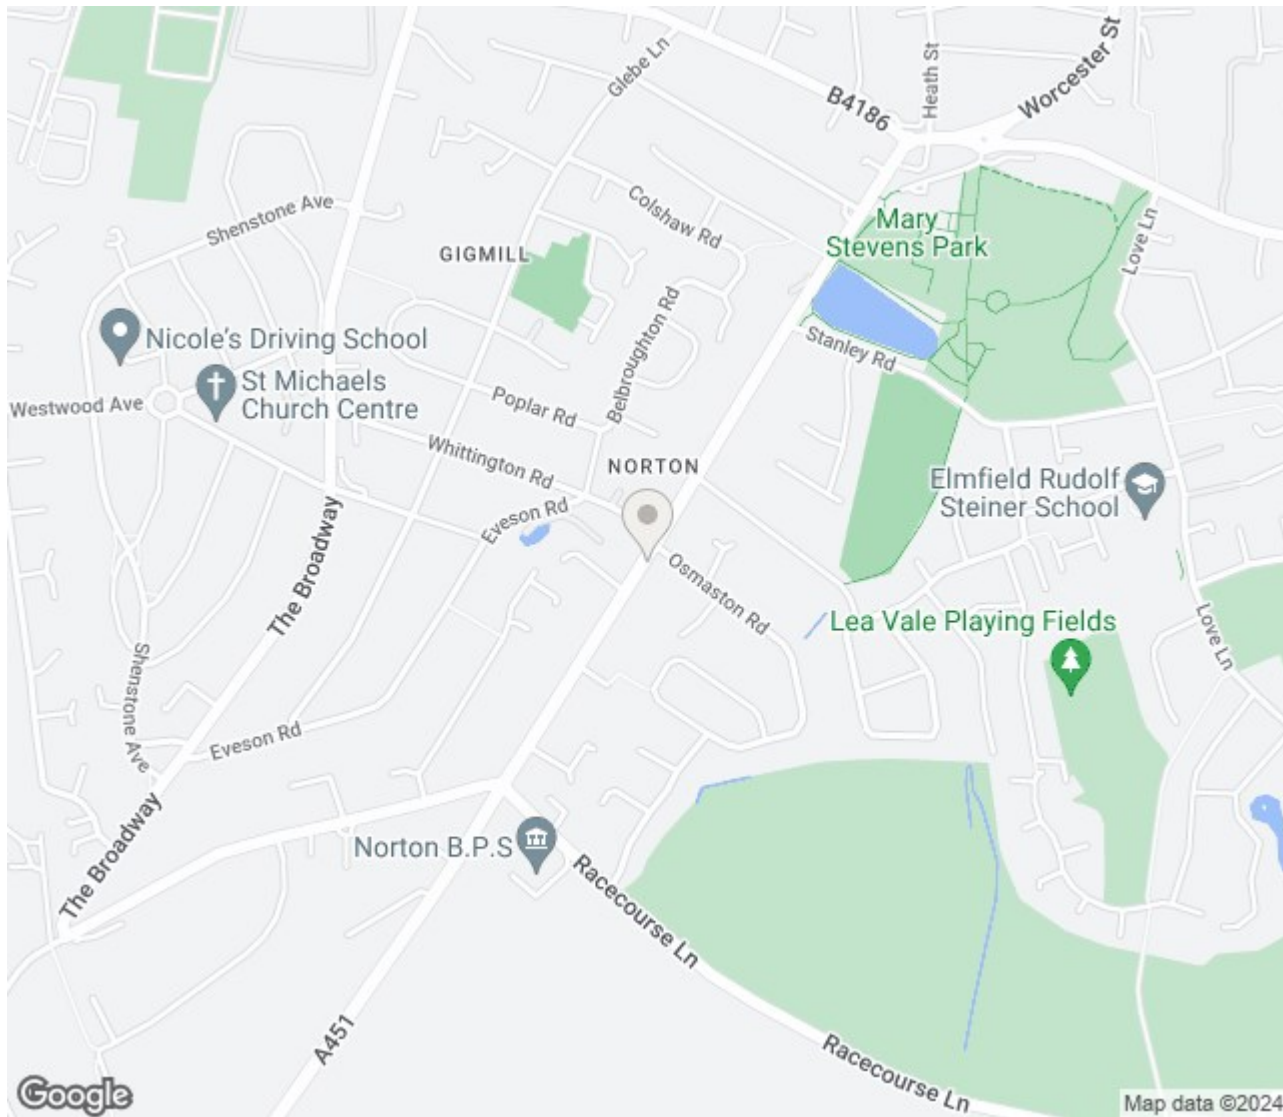 Glebe Ln
B4186
Heath St
Worcester St
Colshaw Rd
Shenstone Ave
GIGMILL
Mary
Stevens Park
Love Ln
Belbroughton Rd
Stanley Rd
Nicole's Driving School
St Michaels
Church Centre
Westwood Ave
Poplar Rd
Whittington Rd
NORTON
Elmfield Rudolf
Steiner School
Eveson Rd
The Broadway
Osmaston Rd
Lea Vale Playing Fields
Love Ln
Shenstone Ave
Eveson Rd
The Broadway
Norton B.P.S
Racecourse Ln
A451
Racecourse Ln
Google
Map data ©2024